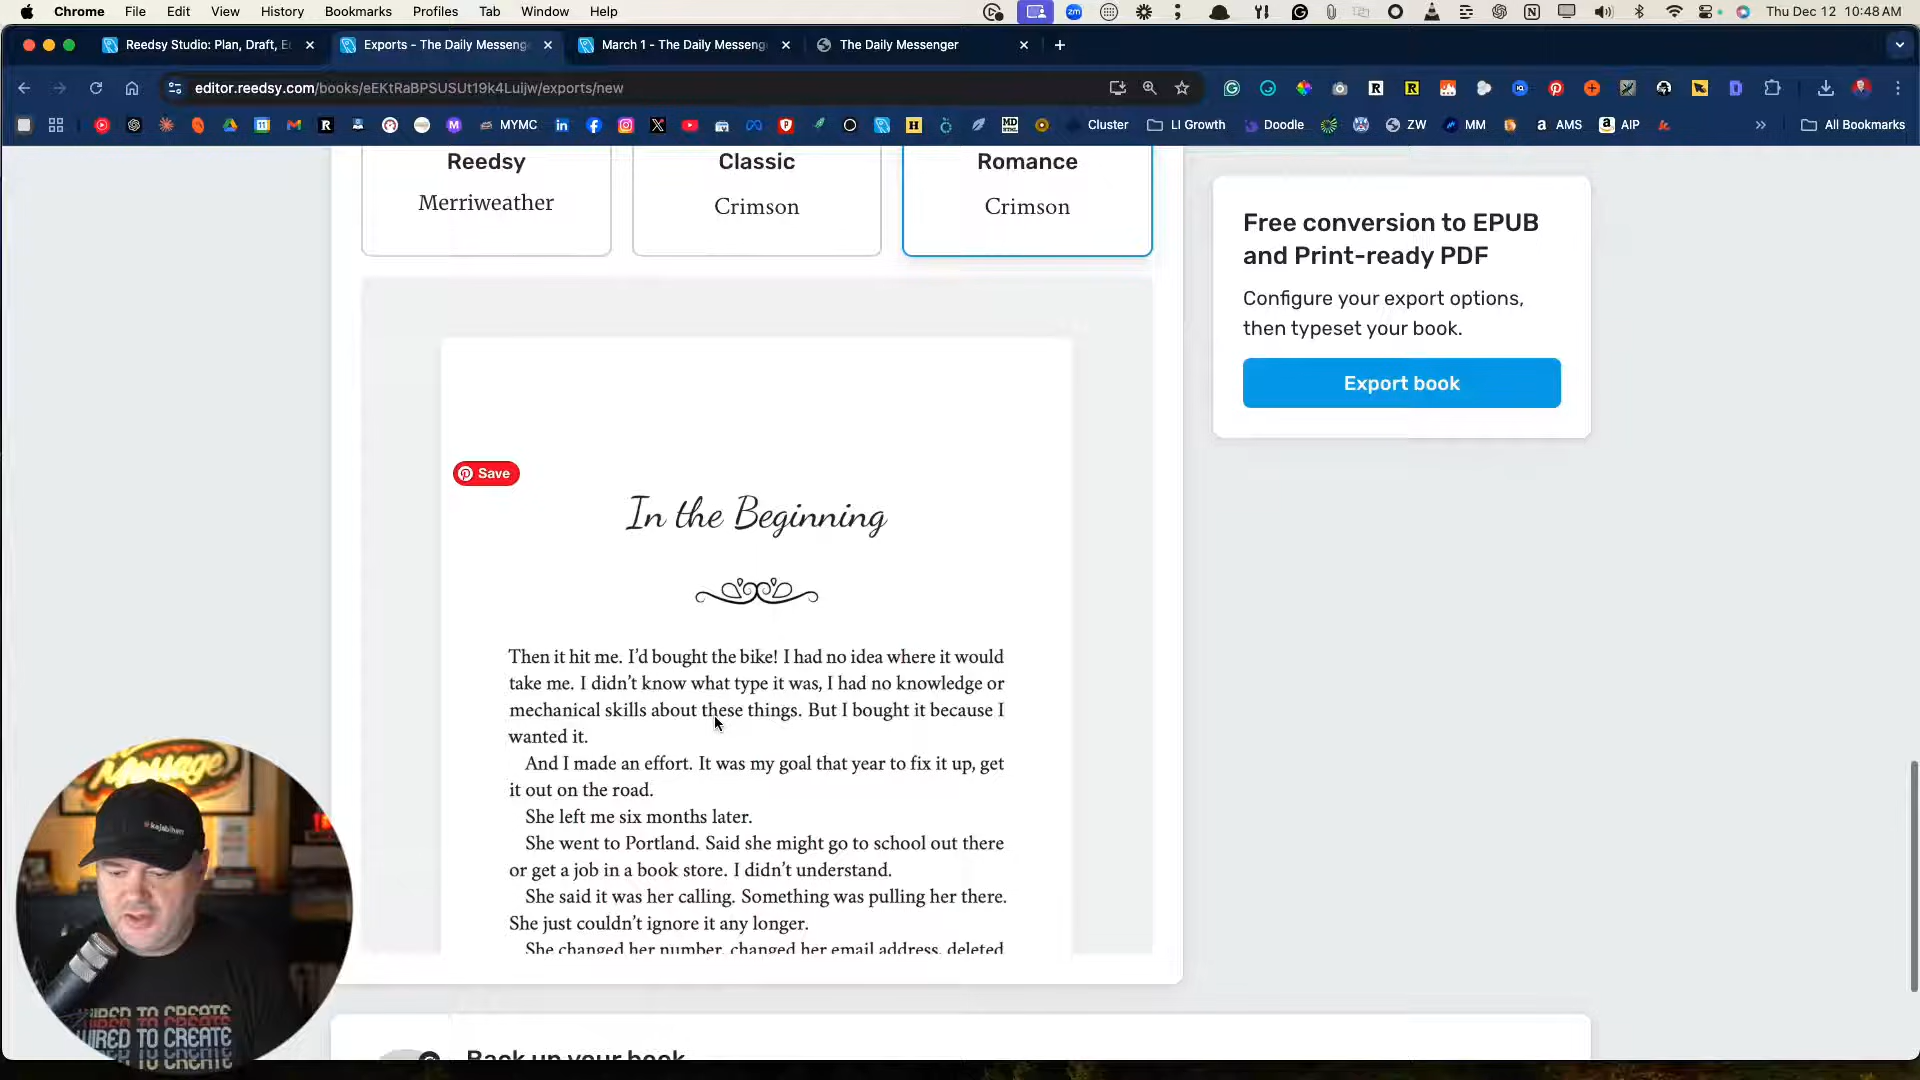 Chrome File Edit View History Bookmarks Profiles Tab Window Help Thu Dec 12 10:48 AM
Reedsy Studio: Plan, Draft, E Exports - The Daily Messeng March 1 - The Daily Messeng The Daily Messenger
editor.reedsy.com/books/eEKtRaBPSUSUt19k4Luijw/exports/new
MYMC Cluster LI Growth Doodle ZW MM AMS AIP All Bookmarks
Reedsy Classic Romance
Merriweather Crimson Crimson
Free conversion to EPUB
and Print-ready PDF
Configure your export options,
then typeset your book.
Export book
Save
In the Beginning
Then it hit me. I’d bought the bike! I had no idea where it would
take me. I didn’t know what type it was, I had no knowledge or
mechanical skills about these things. But I bought it because I
wanted it.
And I made an effort. It was my goal that year to fix it up, get
it out on the road.
She left me six months later.
She went to Portland. Said she might go to school out there
or get a job in a book store. I didn’t understand.
She said it was her calling. Something was pulling her there.
She just couldn’t ignore it any longer.
She changed her number, changed her email address, deleted
Back up your book
Message
WIRED TO CREATE
WIRED TO CREATE
WIRED TO CREATE